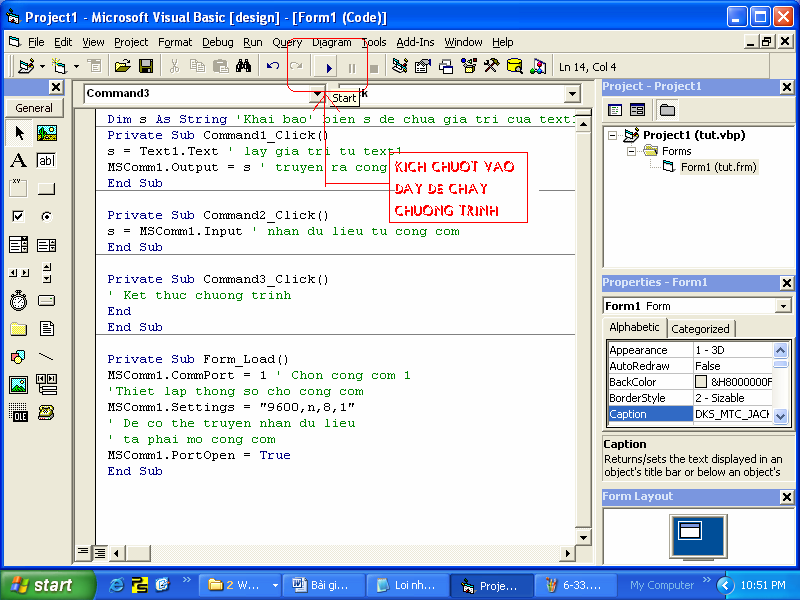 Project1 - Microsoft Visual Basic [design] - [Form1 (Code)]
File Edit View Project Format Debug Run Query Diagram Tools Add-Ins Window Help
Ln 14, Col 4
General
Command3
Start
Dim s As String 'Khai bao' bien s de chua gia tri cua text1
Private Sub Command1_Click()
s = Text1.Text ' lay gia tri tu text1
MSComm1.Output = s ' truyen ra cong
End Sub
KICH CHUOT VAO
DAY DE CHAY
CHUONG TRINH
Private Sub Command2_Click()
s = MSComm1.Input ' nhan du lieu tu cong com
End Sub
Private Sub Command3_Click()
' Ket thuc chuong trinh
End
End Sub
Private Sub Form_Load()
MSComm1.CommPort = 1 ' Chon cong com 1
'Thiet lap thong so cho cong com
MSComm1.Settings = "9600,n,8,1"
' De co the truyen nhan du lieu
' ta phai mo cong com
MSComm1.PortOpen = True
End Sub
A
ab
OLE
Project - Project1
Project1 (tut.vbp)
Forms
Form1 (tut.frm)
Properties - Form1
Form1 Form
Alphabetic Categorized
Appearance 1 - 3D
AutoRedraw False
BackColor &H8000000F
BorderStyle 2 - Sizable
Caption DKS_MTC_JACK
Caption
Returns/sets the text displayed in an
object's title bar or below an object's
Form Layout
start
2 W...
Bài gi...
Loi nh...
Proje...
6-33....
My Computer
10:51 PM